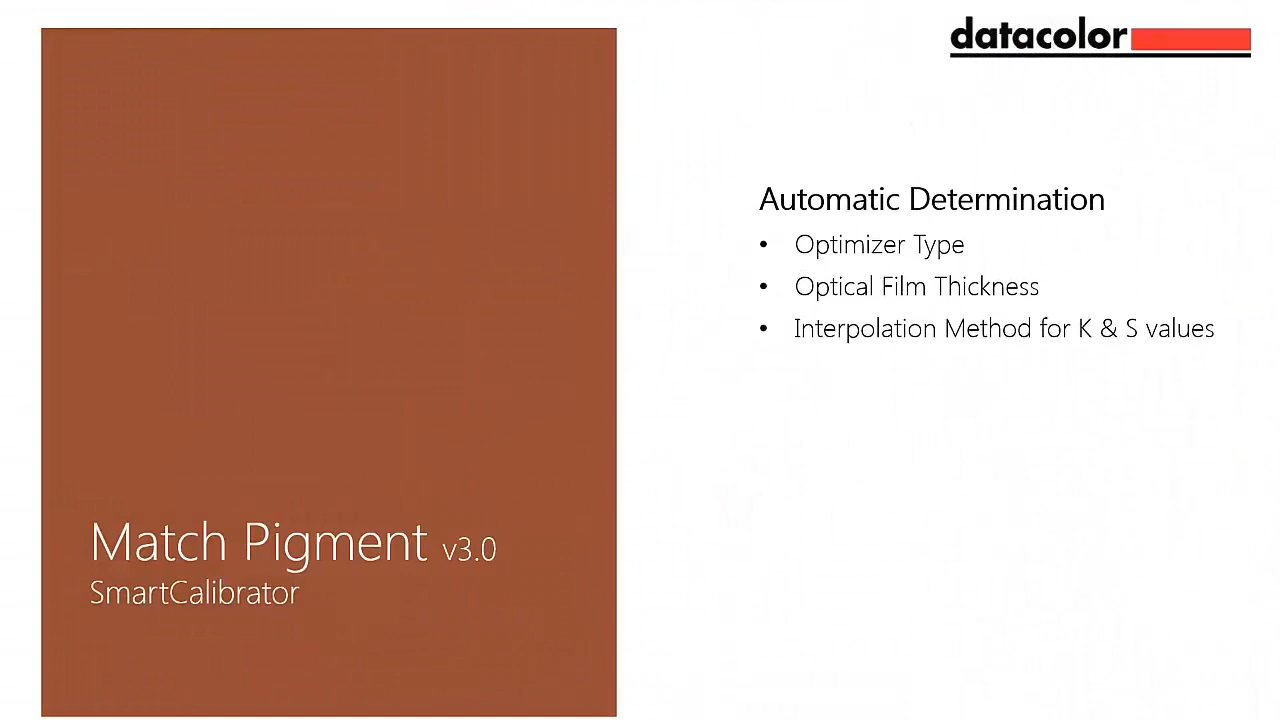 datacolor
Automatic Determination
• Optimizer Type
• Optical Film Thickness
• Interpolation Method for K & S values
Match Pigment v3.0
SmartCalibrator